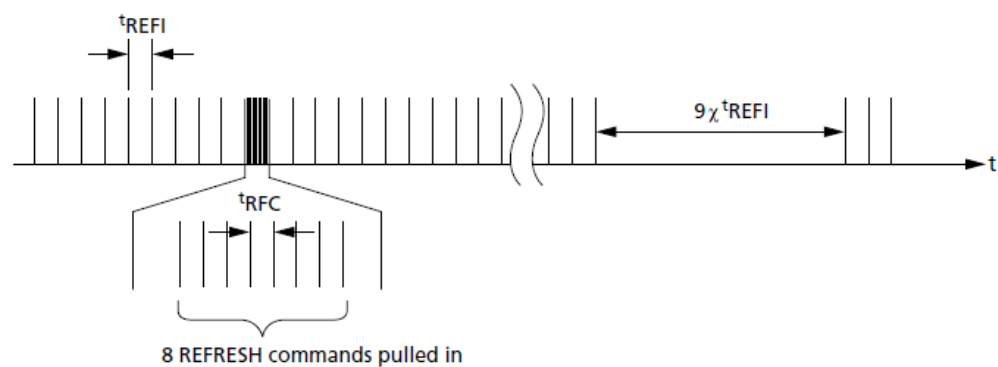 tREFI
9 χ tREFI
t
tRFC
8 REFRESH commands pulled in